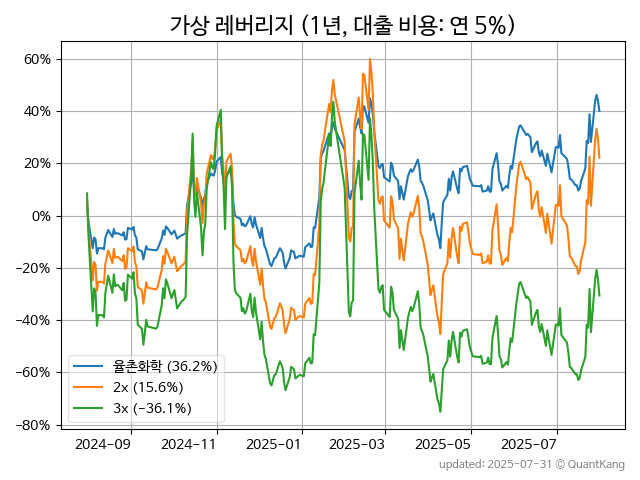 가상 레버리지 (1년, 대출 비용: 연 5%)
60%
40%
20%
0%
−20%
−40%
−60%
−80%
율촌화학 (36.2%)
2x (15.6%)
3x (−36.1%)
2024-09 2024-11 2025-01 2025-03 2025-05 2025-07
updated: 2025-07-31 © QuantKang